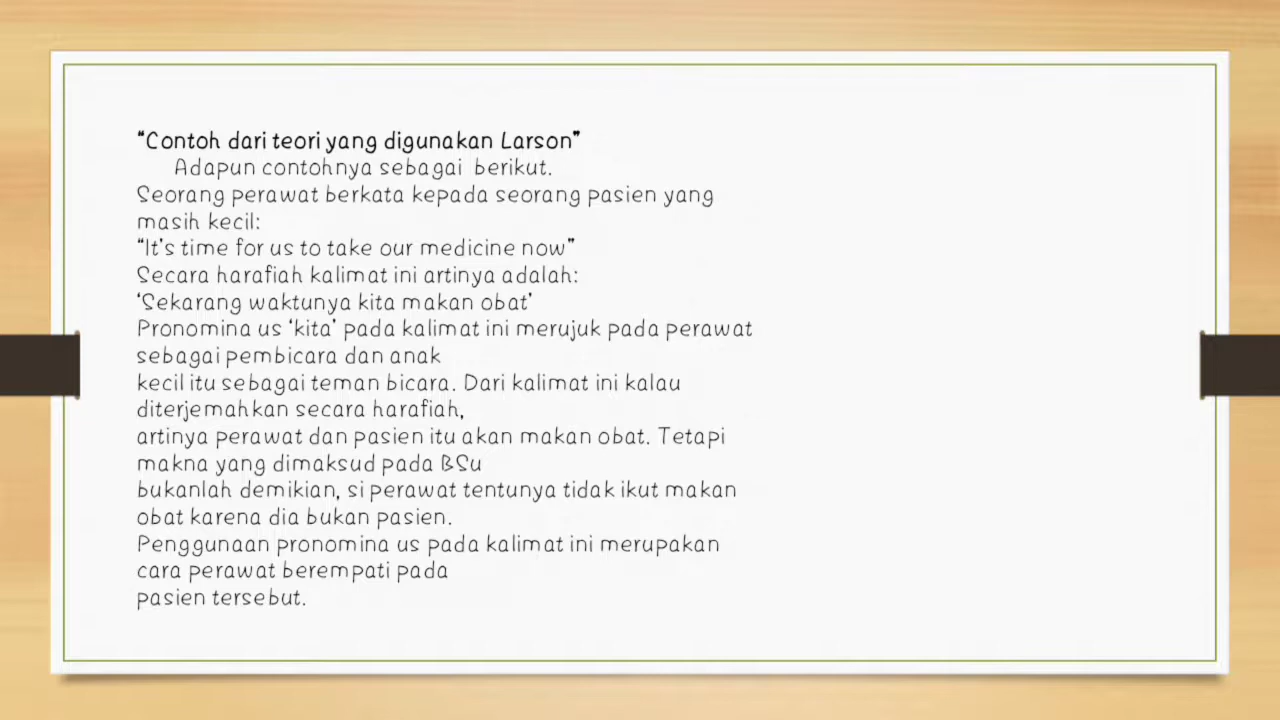 “Contoh dari teori yang digunakan Larson”
Adapun contohnya sebagai berikut.
Seorang perawat berkata kepada seorang pasien yang
masih kecil:
“It’s time for us to take our medicine now”
Secara harafiah kalimat ini artinya adalah:
‘Sekarang waktunya kita makan obat’
Pronomina us ‘kita’ pada kalimat ini merujuk pada perawat
sebagai pembicara dan anak
kecil itu sebagai teman bicara. Dari kalimat ini kalau
diterjemahkan secara harafiah,
artinya perawat dan pasien itu akan makan obat. Tetapi
makna yang dimaksud pada BSu
bukanlah demikian, si perawat tentunya tidak ikut makan
obat karena dia bukan pasien.
Penggunaan pronomina us pada kalimat ini merupakan
cara perawat berempati pada
pasien tersebut.